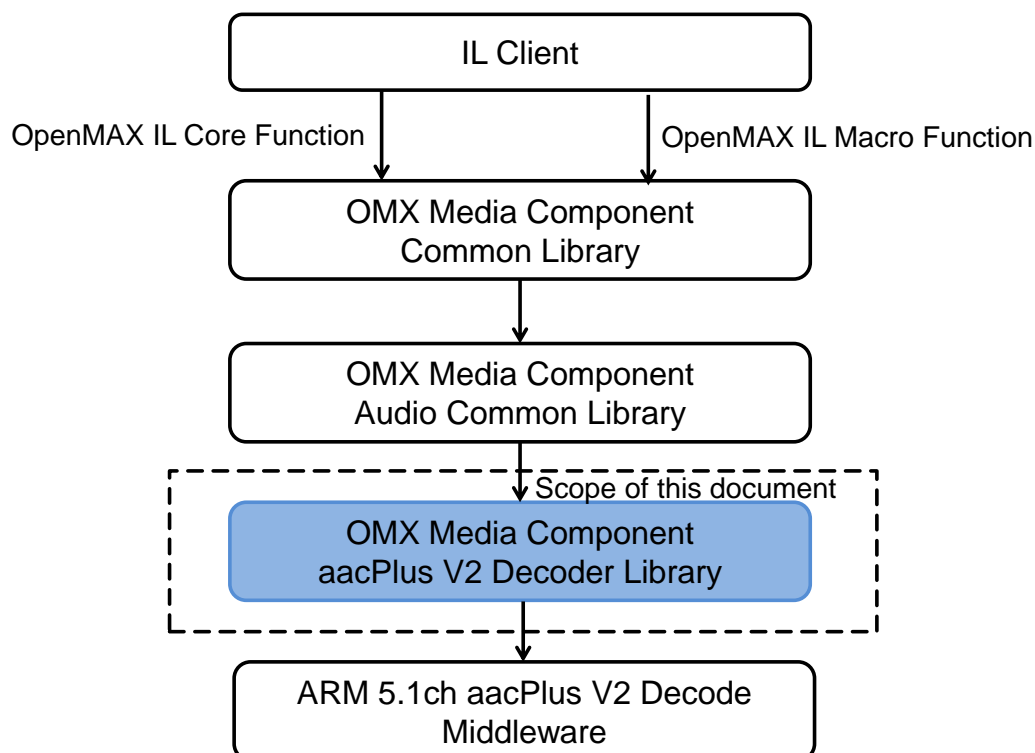 IL Client
OpenMAX IL Core Function
OpenMAX IL Macro Function
OMX Media Component
Common Library
OMX Media Component
Audio Common Library
Scope of this document
OMX Media Component
aacPlus V2 Decoder Library
ARM 5.1ch aacPlus V2 Decode
Middleware